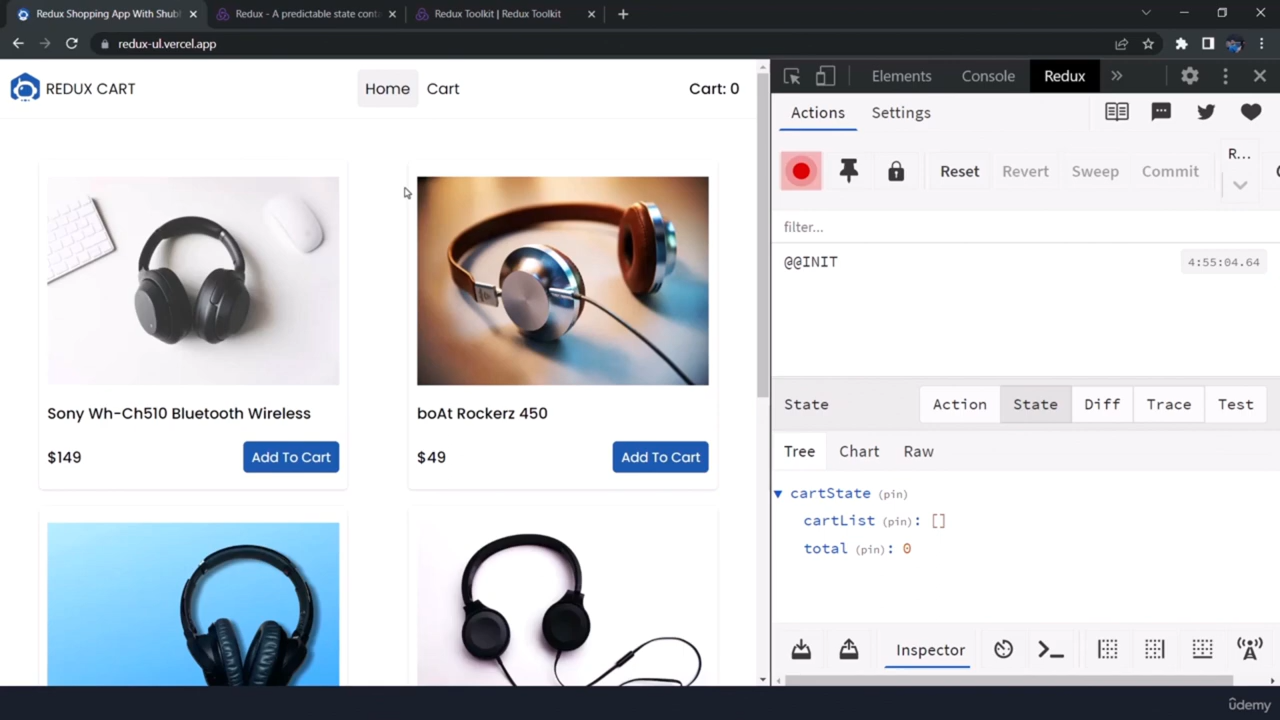 Redux Shopping App With Shubl
Redux - A predictable state conta
Redux Toolkit | Redux Toolkit
redux-ul.vercel.app
REDUX CART
Home
Cart
Cart: 0
Sony Wh-Ch510 Bluetooth Wireless
$149
Add To Cart
boAt Rockerz 450
$49
Add To Cart
Elements
Console
Redux
Actions
Settings
Reset
Revert
Sweep
Commit
R...
filter...
@@INIT
4:55:04.64
State
Action
State
Diff
Trace
Test
Tree
Chart
Raw
cartState (pin)
cartList (pin): []
total (pin): 0
Inspector
ûdemy